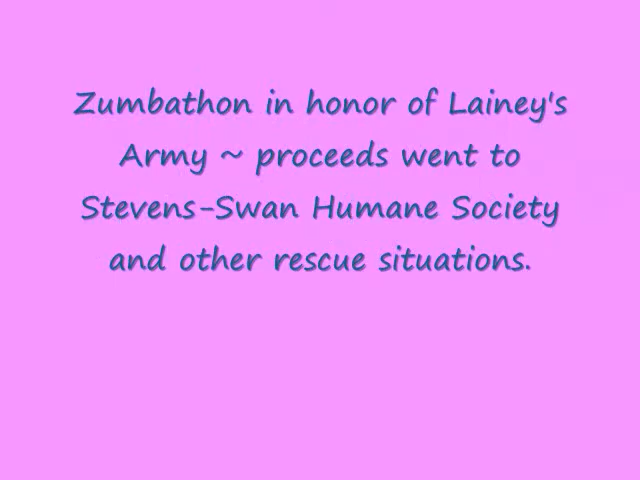 Zumbathon in honor of Lainey's
Army ~ proceeds went to
Stevens-Swan Humane Society
and other rescue situations.